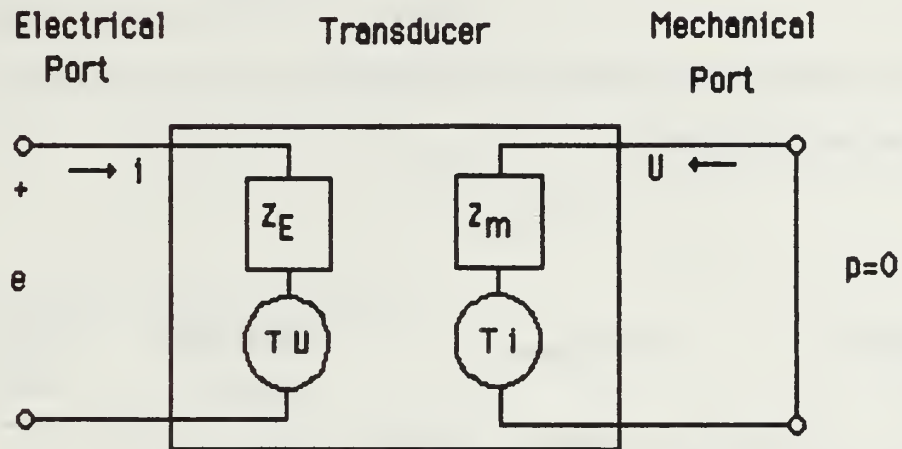 Electrical
Port
Transducer
Mechanical
Port
→ i
U ←
+
Z_E
Z_m
e
p=0
T U
T i